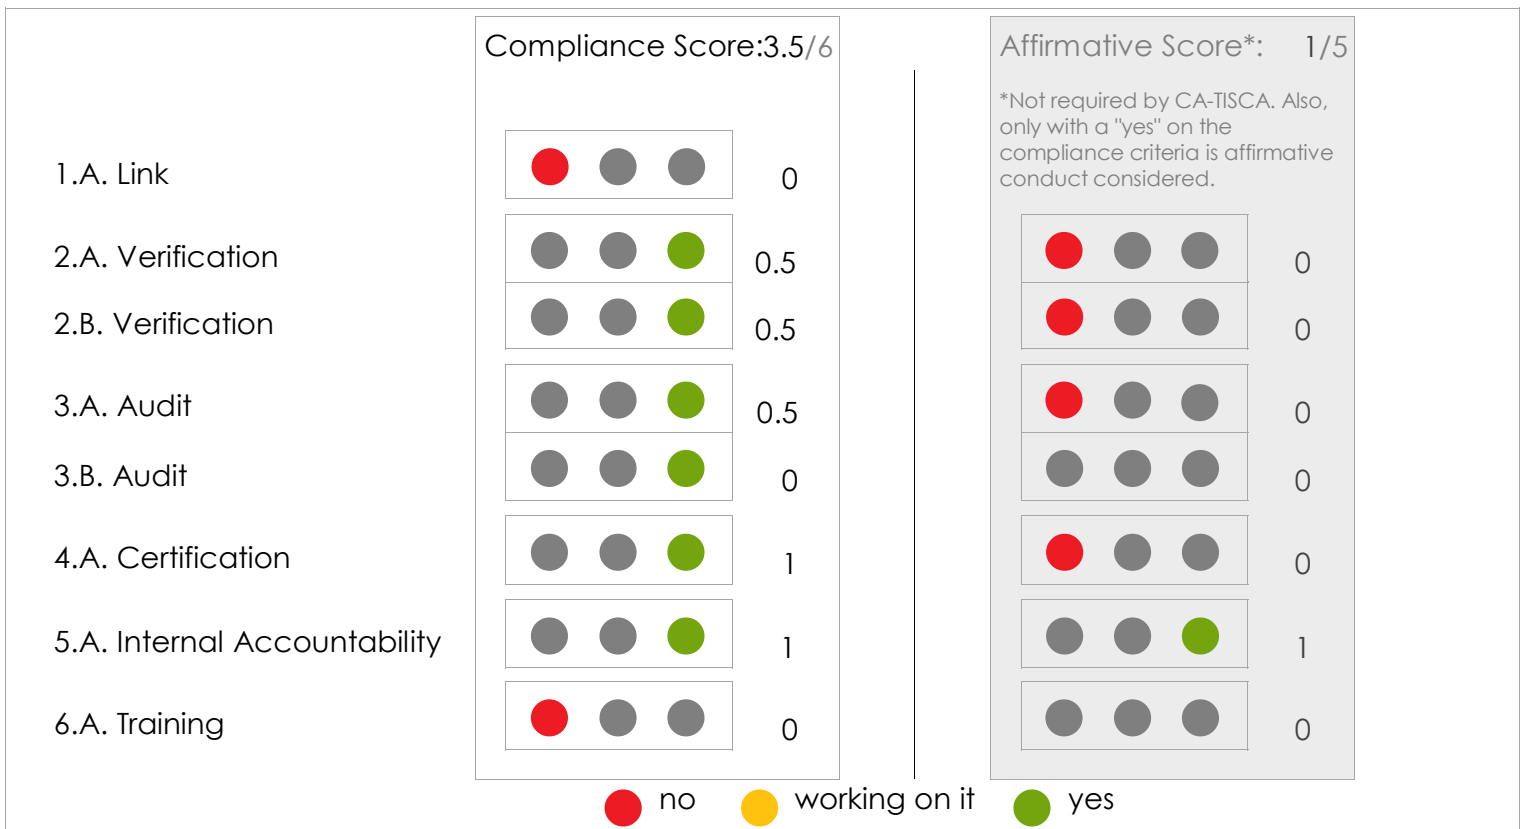 Compliance Score:3.5/6
Affirmative Score*: 1/5
*Not required by CA-TISCA. Also,
only with a "yes" on the
compliance criteria is affirmative
conduct considered.
1.A. Link 0
2.A. Verification 0.5 0
2.B. Verification 0.5 0
3.A. Audit 0.5 0
3.B. Audit 0 0
4.A. Certification 1 0
5.A. Internal Accountability 1 1
6.A. Training 0 0
no working on it yes